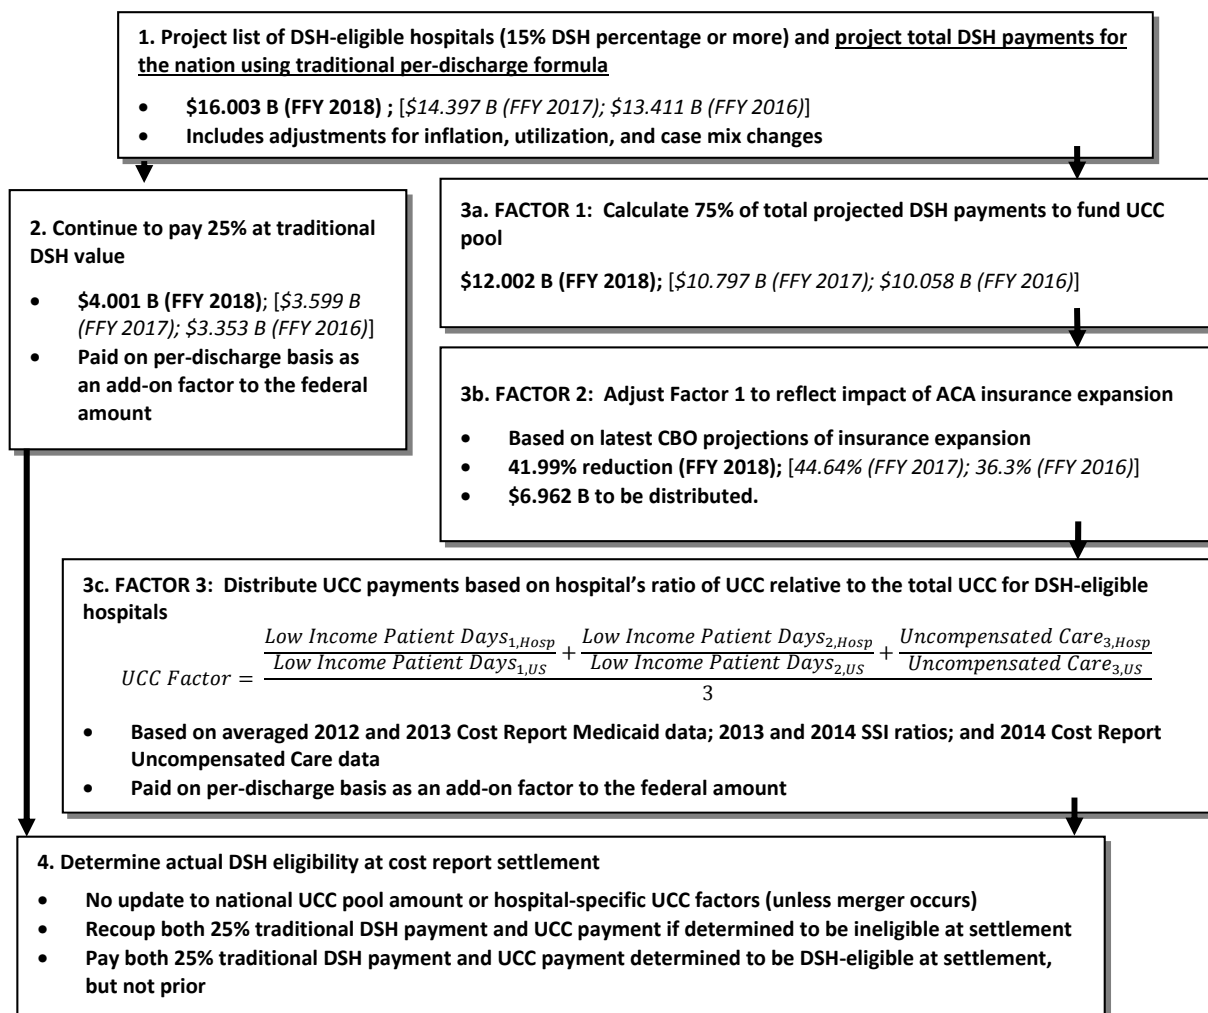 1. Project list of DSH-eligible hospitals (15% DSH percentage or more) and project total DSH payments for
the nation using traditional per-discharge formula
• $16.003 B (FFY 2018) ; [$14.397 B (FFY 2017); $13.411 B (FFY 2016)]
• Includes adjustments for inflation, utilization, and case mix changes
2. Continue to pay 25% at traditional
DSH value
• $4.001 B (FFY 2018); [$3.599 B
(FFY 2017); $3.353 B (FFY 2016)]
• Paid on per-discharge basis as
an add-on factor to the federal
amount
3a. FACTOR 1: Calculate 75% of total projected DSH payments to fund UCC
pool
$12.002 B (FFY 2018); [$10.797 B (FFY 2017); $10.058 B (FFY 2016)]
3b. FACTOR 2: Adjust Factor 1 to reflect impact of ACA insurance expansion
• Based on latest CBO projections of insurance expansion
• 41.99% reduction (FFY 2018); [44.64% (FFY 2017); 36.3% (FFY 2016)]
• $6.962 B to be distributed.
3c. FACTOR 3: Distribute UCC payments based on hospital’s ratio of UCC relative to the total UCC for DSH-eligible
hospitals
Low Income Patient Days1,Hosp + Low Income Patient Days2,Hosp + Uncompensated Care3,Hosp
Low Income Patient Days1,US Low Income Patient Days2,US Uncompensated Care3,US
UCC Factor =
3
• Based on averaged 2012 and 2013 Cost Report Medicaid data; 2013 and 2014 SSI ratios; and 2014 Cost Report
Uncompensated Care data
• Paid on per-discharge basis as an add-on factor to the federal amount
4. Determine actual DSH eligibility at cost report settlement
• No update to national UCC pool amount or hospital-specific UCC factors (unless merger occurs)
• Recoup both 25% traditional DSH payment and UCC payment if determined to be ineligible at settlement
• Pay both 25% traditional DSH payment and UCC payment determined to be DSH-eligible at settlement,
but not prior